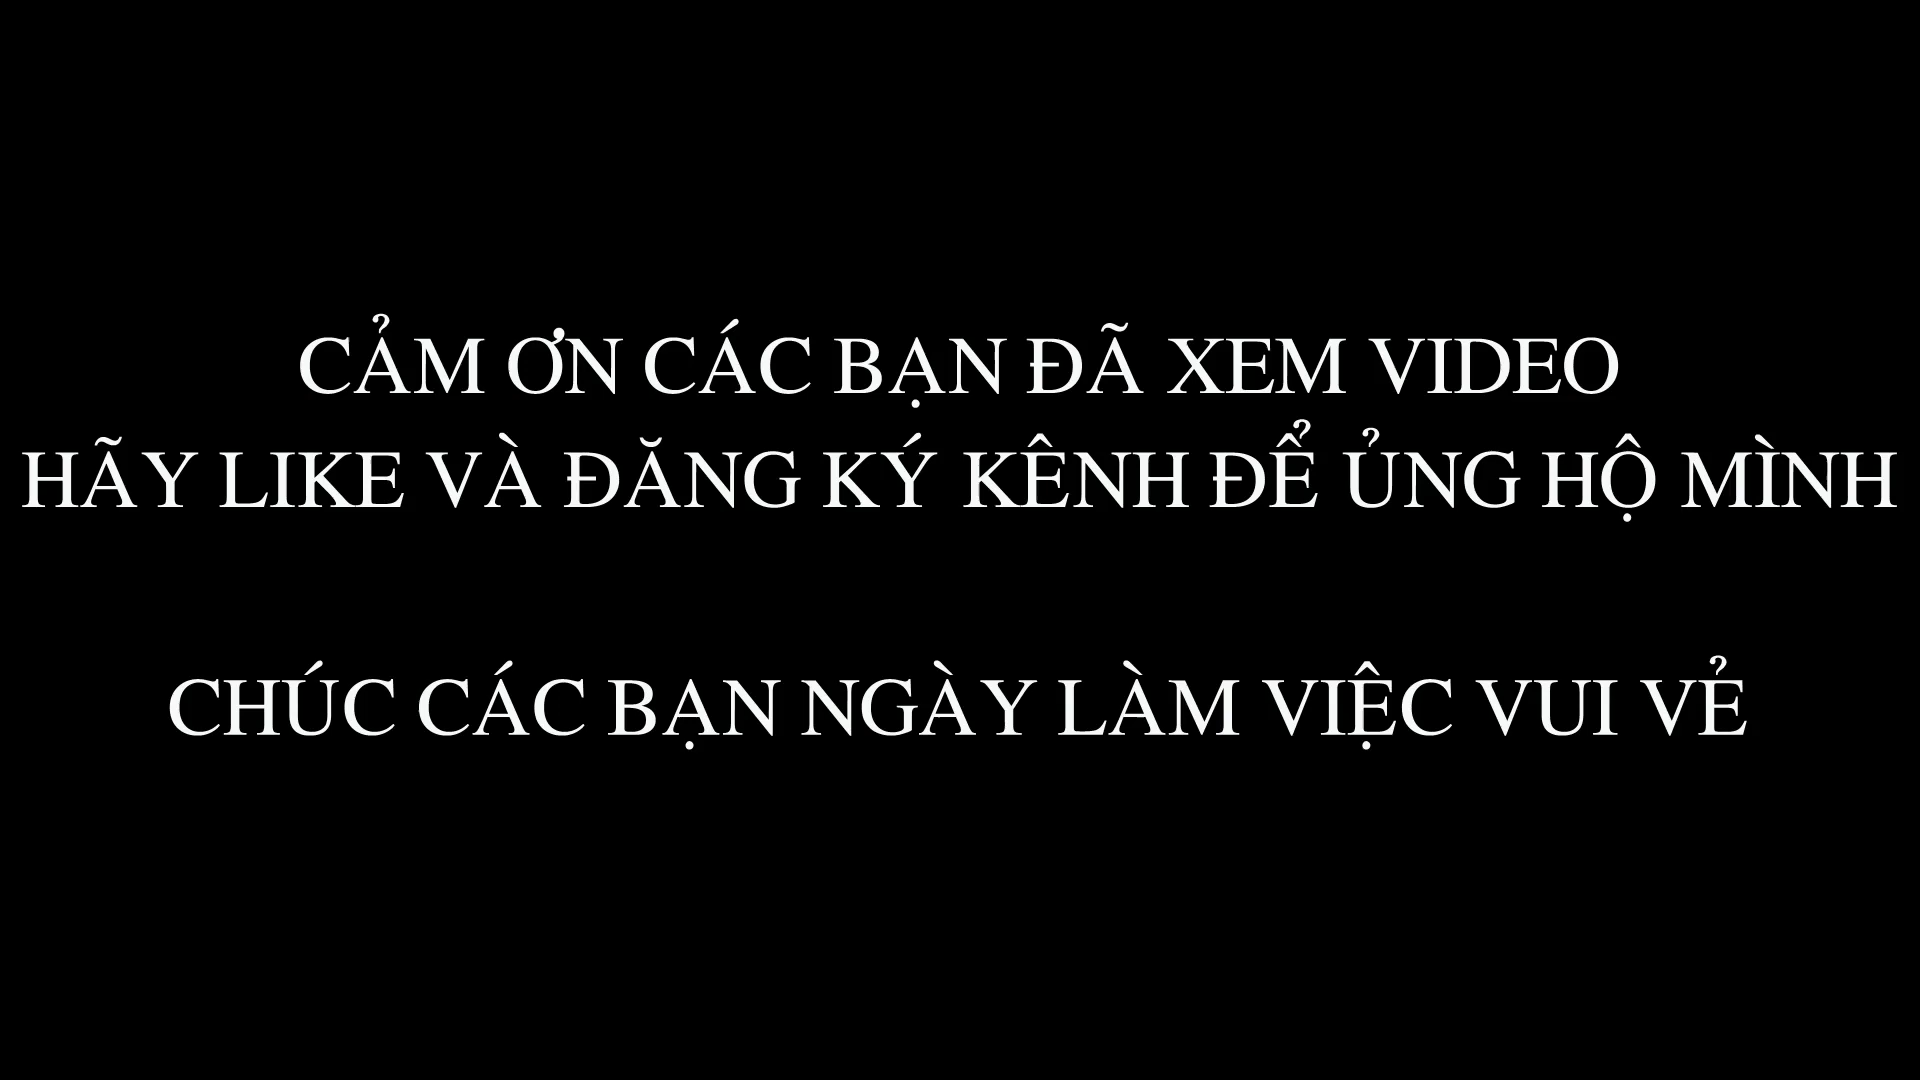 CẢM ƠN CÁC BẠN ĐÃ XEM VIDEO
HÃY LIKE VÀ ĐĂNG KÝ KÊNH ĐỂ ỦNG HỘ MÌNH
CHÚC CÁC BẠN NGÀY LÀM VIỆC VUI VẺ